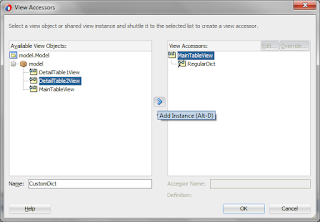 View Accessors
Select a view object or shared view instance and shuttle it to the selected list to create a view accessor.
Available View Objects:
model.Model
model
DetailTable1View
DetailTable2View
MainTableView
Name: CustomDict
Add Instance (Alt-D)
View Accessors:
Edit...
Override...
MainTableView
RegularDict
Accessor Name:
Definition:
Help
OK
Cancel